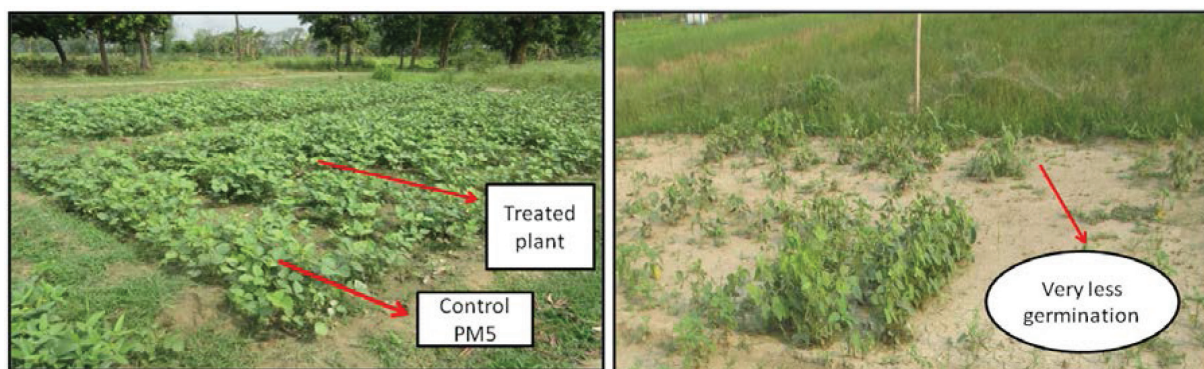 Treated
plant
Control
PM5
Very less
germination